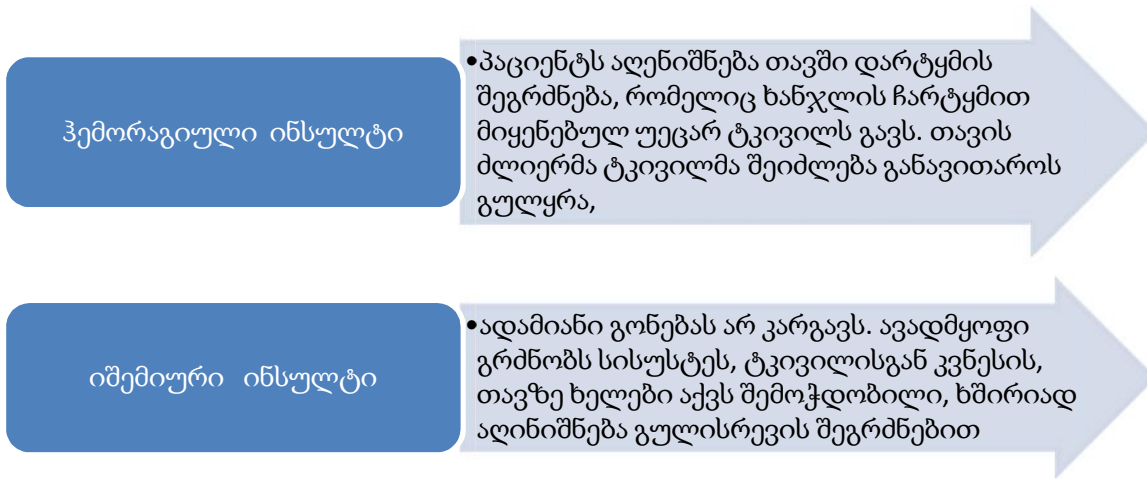 ჰემორაგიული ინსულტი
•პაციენტს აღენიშნება თავში დარტყმის
შეგრძნება, რომელიც ხანჯლის ჩარტყმით
მიყენებულ უეცარ ტკივილს გავს. თავის
ძლიერმა ტკივილმა შეიძლება განავითაროს
გულყრა,
იშემიური ინსულტი
•ადამიანი გონებას არ კარგავს. ავადმყოფი
გრძნობს სისუსტეს, ტკივილისგან კვნესის,
თავზე ხელები აქვს შემოჭდობილი, ხშირიად
აღინიშნება გულისრევის შეგრძნებით